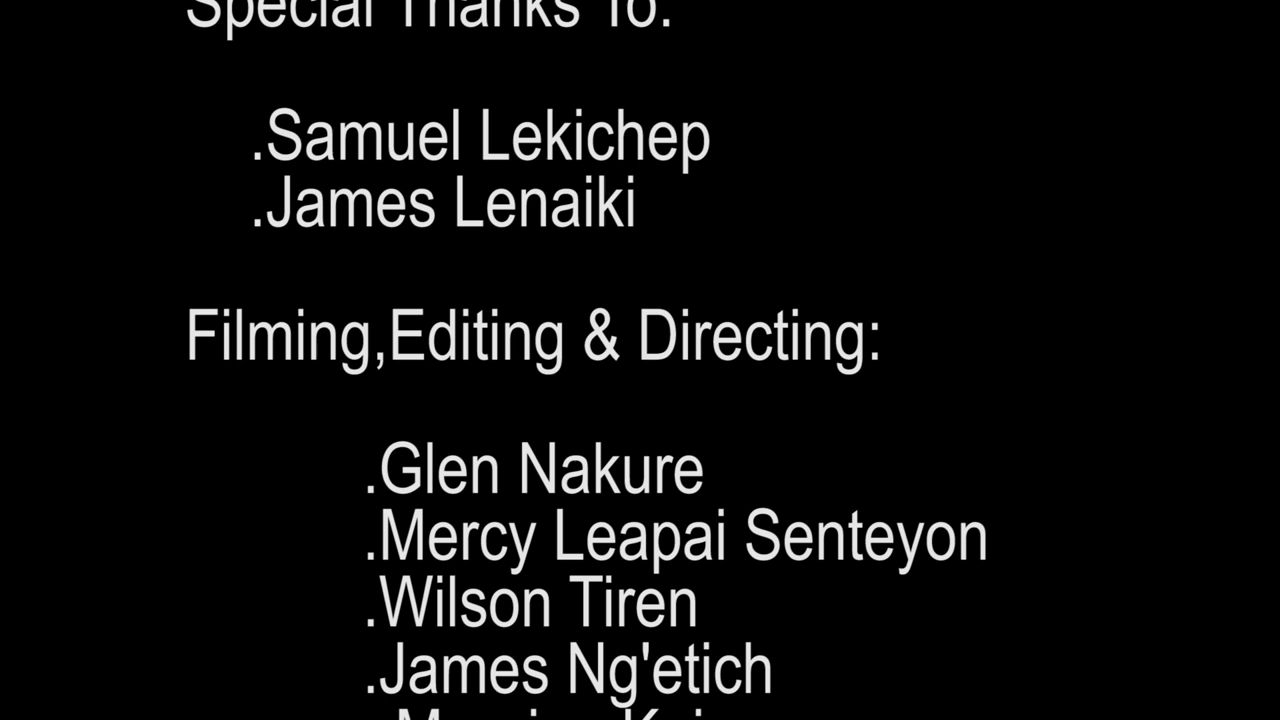 Special Thanks To:
.Samuel Lekichep
.James Lenaiki
Filming,Editing & Directing:
.Glen Nakure
.Mercy Leapai Senteyon
.Wilson Tiren
.James Ng'etich